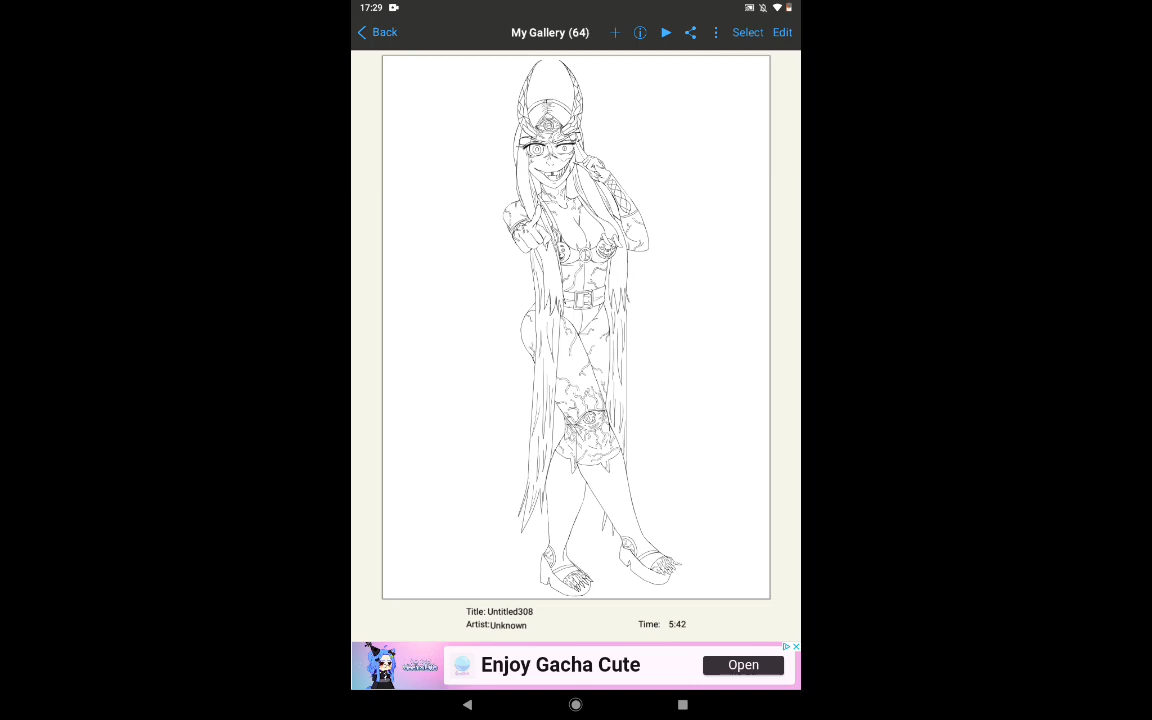 17:29
Back
My Gallery (64)
Select
Edit
Title: Untitled308
Artist: Unknown
Time: 5:42
Enjoy Gacha Cute
Open